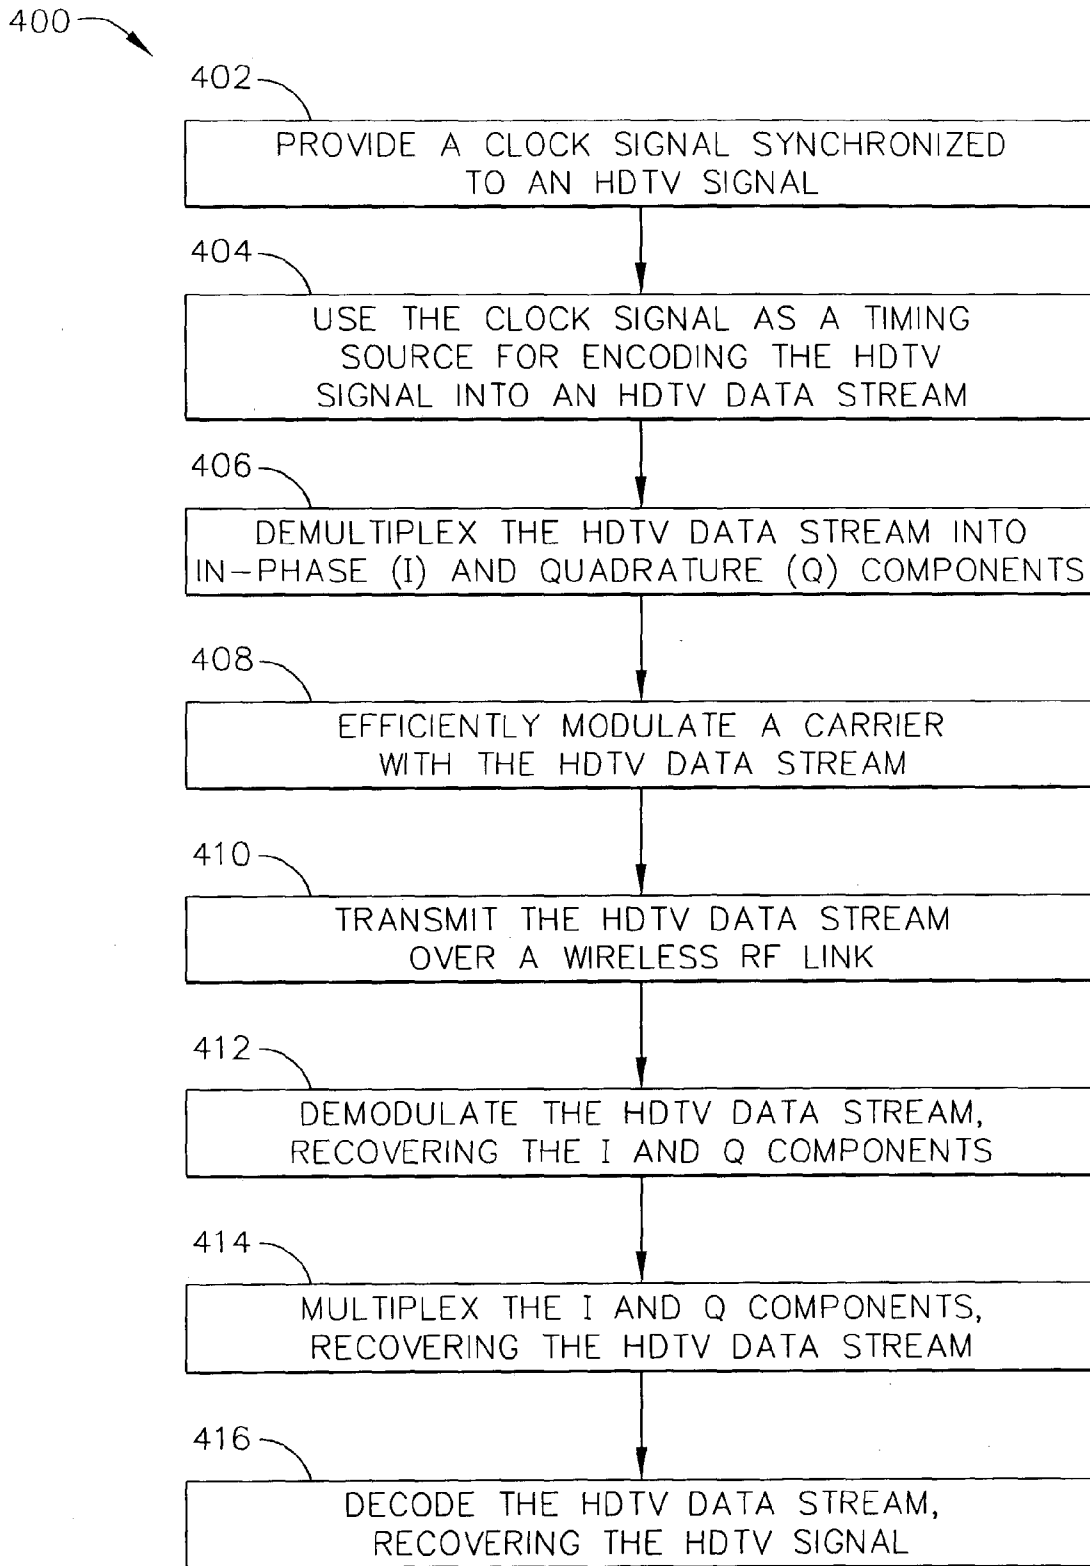 400
402
PROVIDE A CLOCK SIGNAL SYNCHRONIZED
TO AN HDTV SIGNAL
404
USE THE CLOCK SIGNAL AS A TIMING
SOURCE FOR ENCODING THE HDTV
SIGNAL INTO AN HDTV DATA STREAM
406
DEMULTIPLEX THE HDTV DATA STREAM INTO
IN-PHASE (I) AND QUADRATURE (Q) COMPONENTS
408
EFFICIENTLY MODULATE A CARRIER
WITH THE HDTV DATA STREAM
410
TRANSMIT THE HDTV DATA STREAM
OVER A WIRELESS RF LINK
412
DEMODULATE THE HDTV DATA STREAM,
RECOVERING THE I AND Q COMPONENTS
414
MULTIPLEX THE I AND Q COMPONENTS,
RECOVERING THE HDTV DATA STREAM
416
DECODE THE HDTV DATA STREAM,
RECOVERING THE HDTV SIGNAL